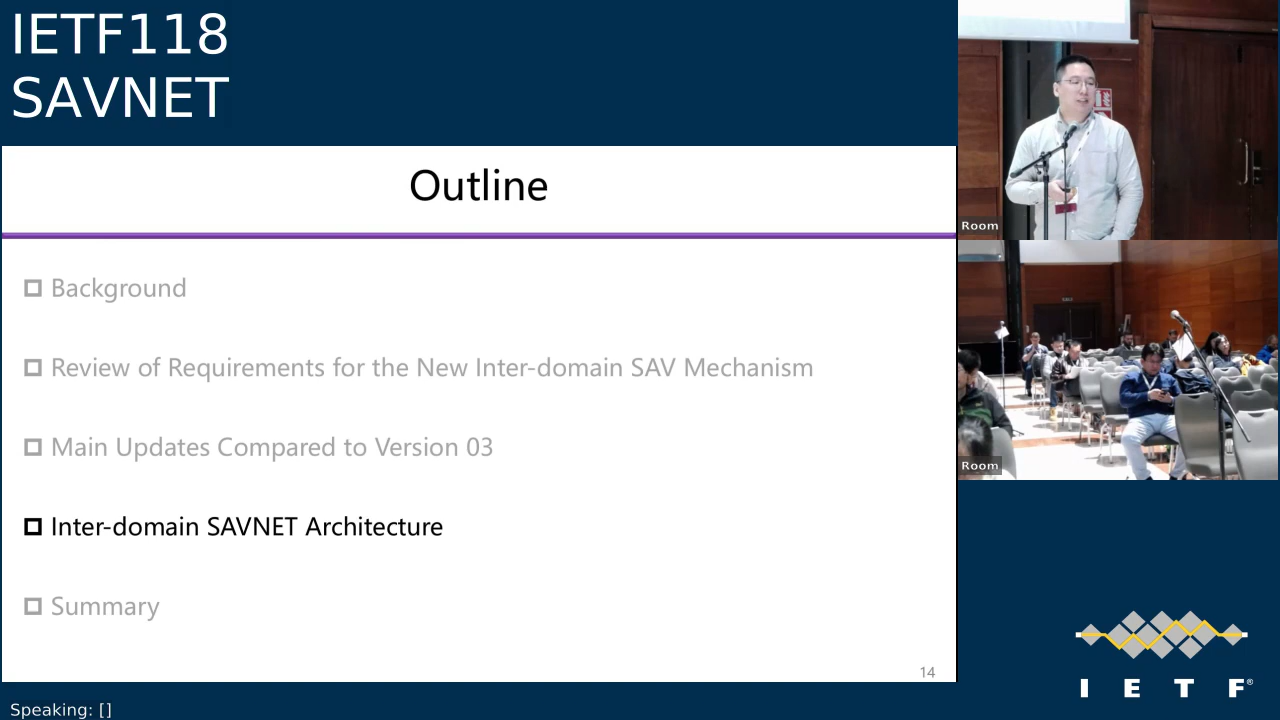 IETF118
SAVNET
Outline
Background
Review of Requirements for the New Inter-domain SAV Mechanism
Main Updates Compared to Version 03
Inter-domain SAVNET Architecture
Summary
14
Speaking: []
Room
Room
I E T F®